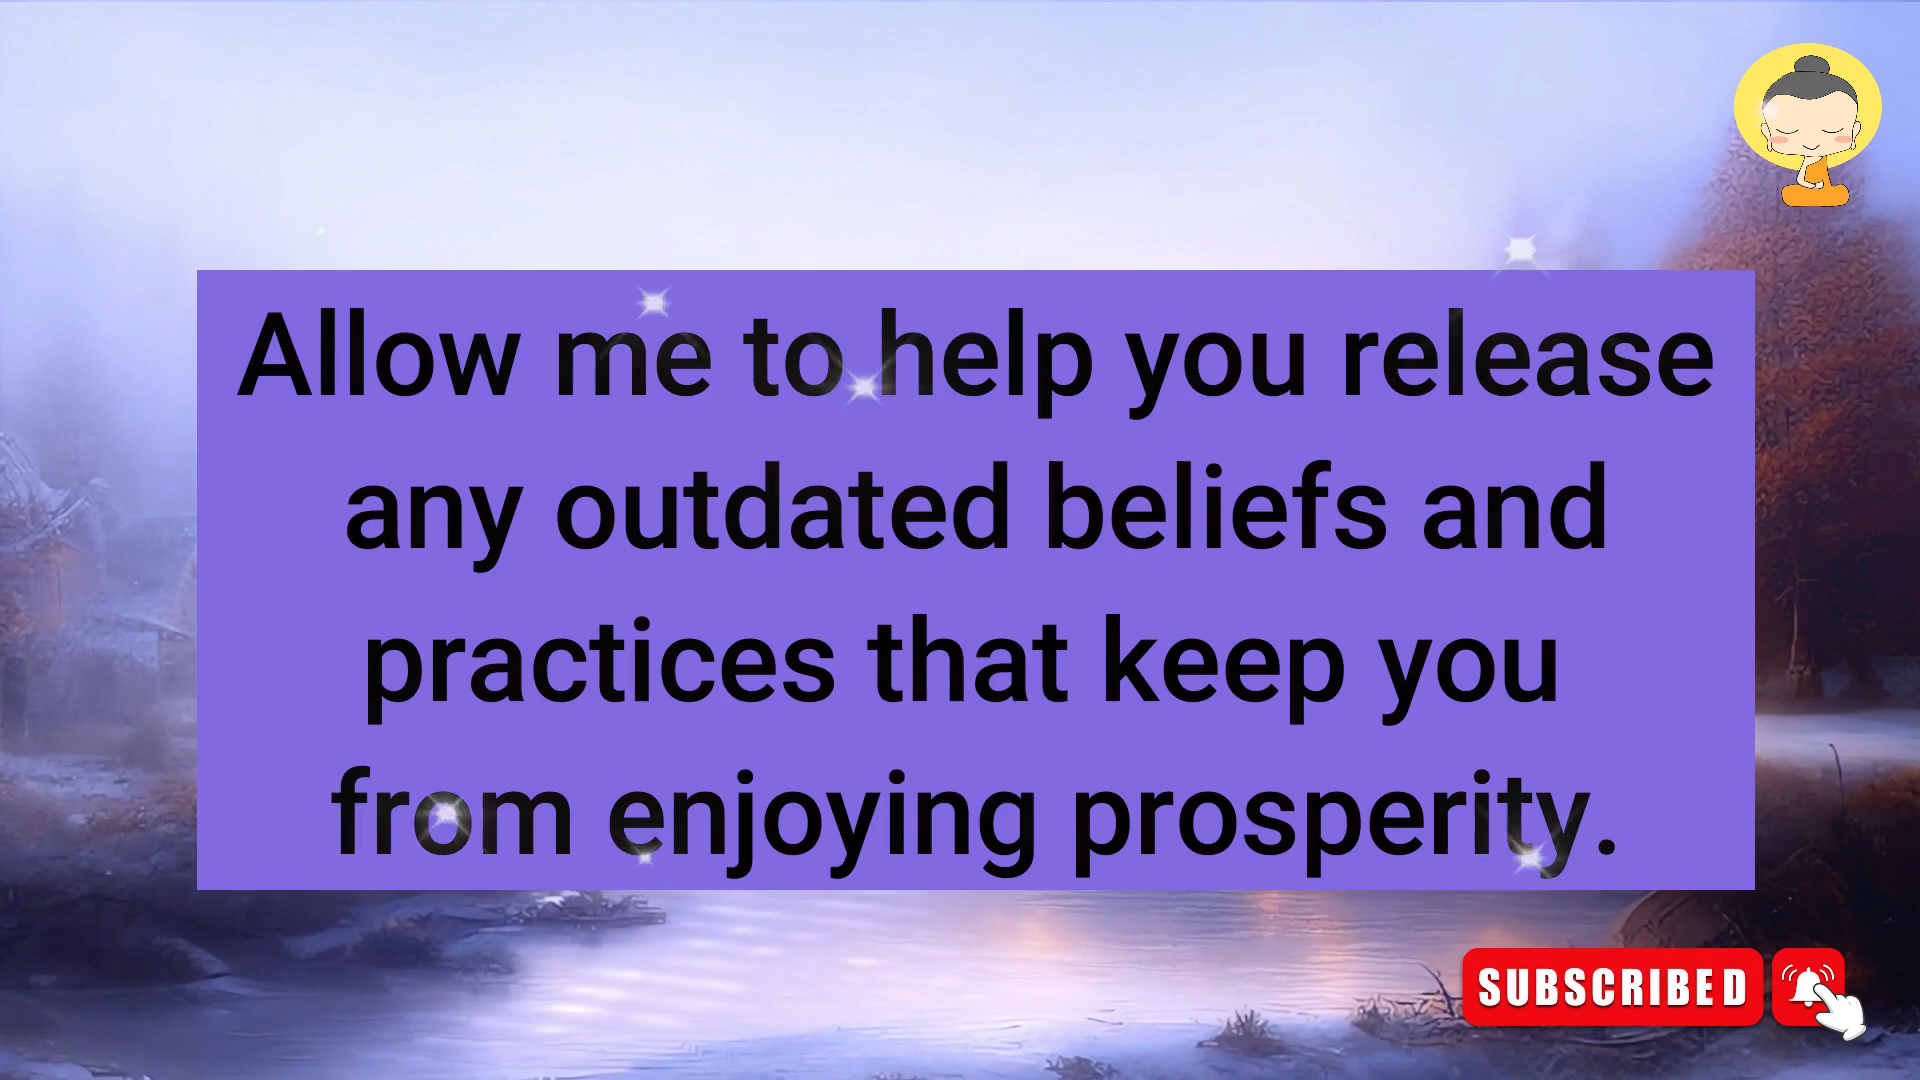 Allow me to help you release
any outdated beliefs and
practices that keep you
from enjoying prosperity.
SUBSCRIBED